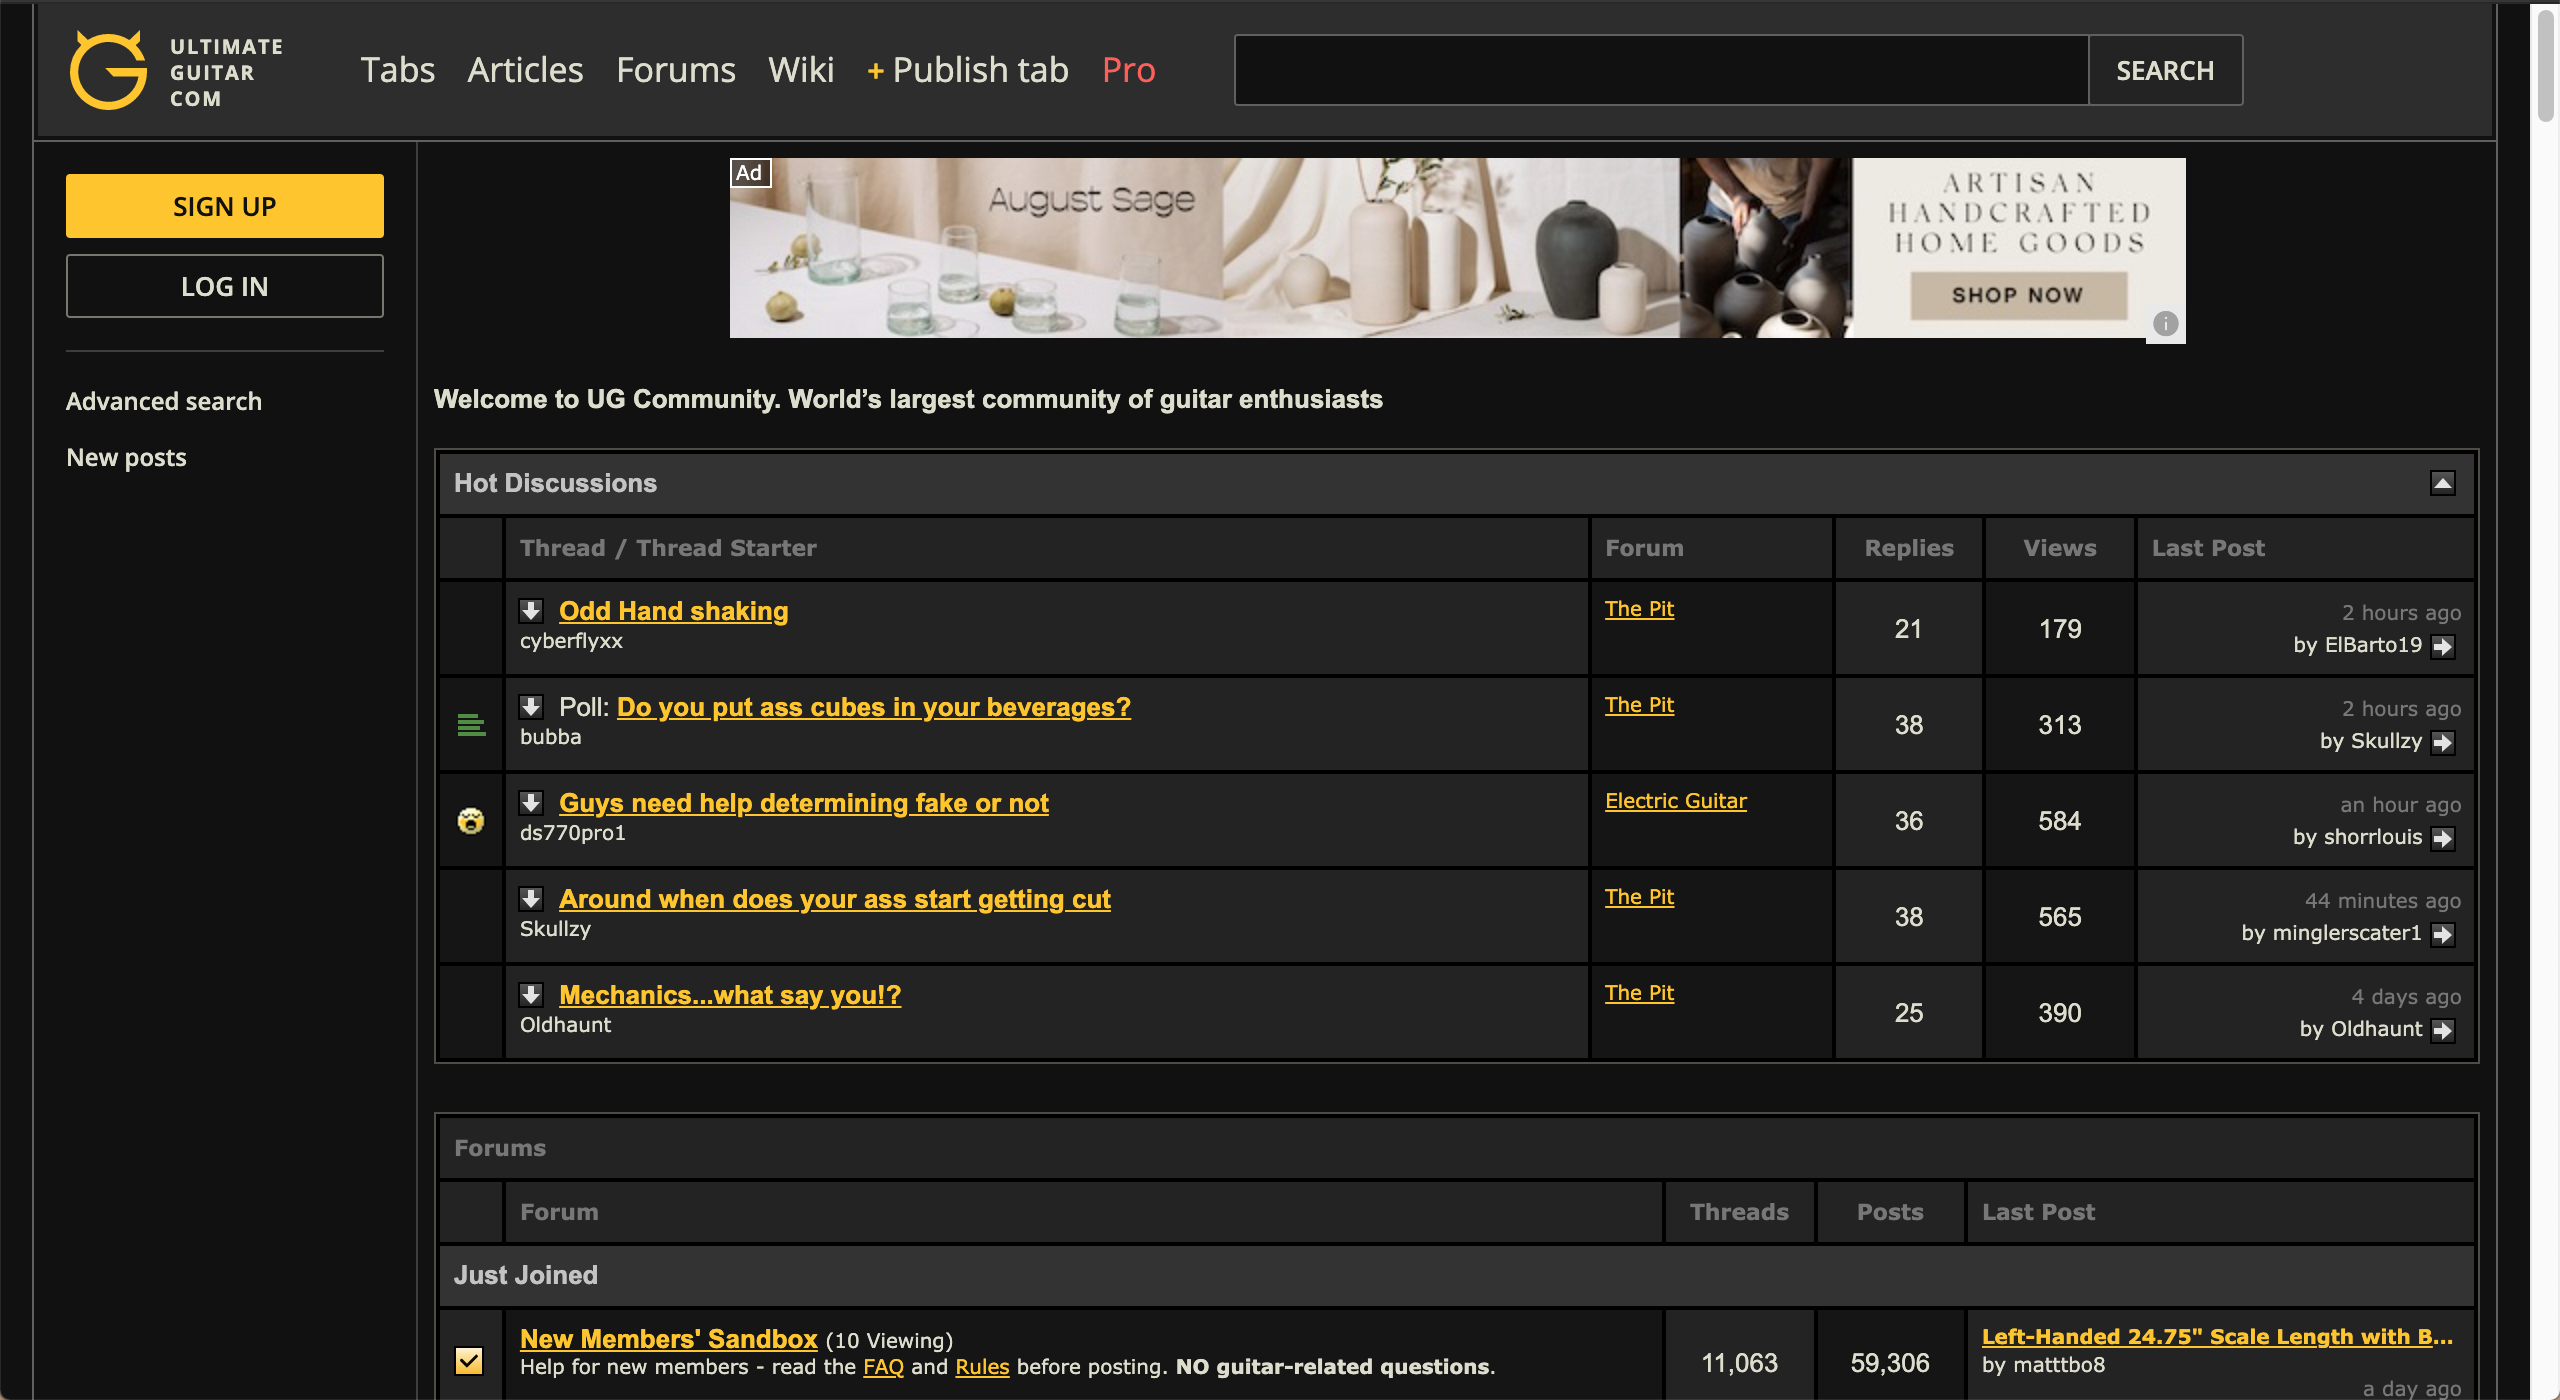 ULTIMATE
GUITAR
COM
Tabs Articles Forums Wiki + Publish tab Pro
SEARCH
SIGN UP
LOG IN
Advanced search
New posts
Ad
August Sage
ARTISAN
HANDCRAFTED
HOME GOODS
SHOP NOW
Welcome to UG Community. World’s largest community of guitar enthusiasts
Hot Discussions
Thread / Thread Starter Forum Replies Views Last Post
Odd Hand shaking
cyberflyxx
The Pit
21
179
2 hours ago
by ElBarto19
Poll: Do you put ass cubes in your beverages?
bubba
The Pit
38
313
2 hours ago
by Skullzy
Guys need help determining fake or not
ds770pro1
Electric Guitar
36
584
an hour ago
by shorrlouis
Around when does your ass start getting cut
Skullzy
The Pit
38
565
44 minutes ago
by minglerscater1
Mechanics...what say you!?
Oldhaunt
The Pit
25
390
4 days ago
by Oldhaunt
Forums
Forum Threads Posts Last Post
Just Joined
New Members' Sandbox (10 Viewing)
Help for new members - read the FAQ and Rules before posting. NO guitar-related questions.
11,063
59,306
Left-Handed 24.75" Scale Length with B...
by matttbo8
a day ago